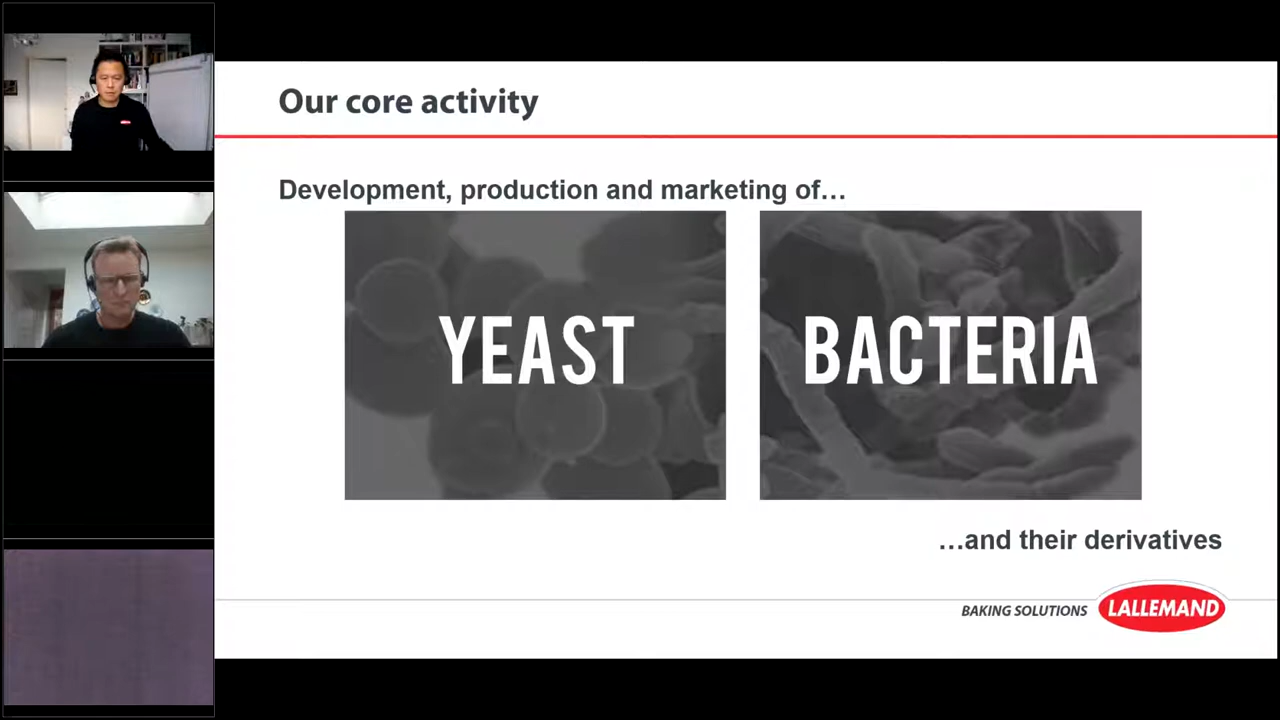 Our core activity
Development, production and marketing of…
YEAST
BACTERIA
…and their derivatives
BAKING SOLUTIONS
LALLEMAND